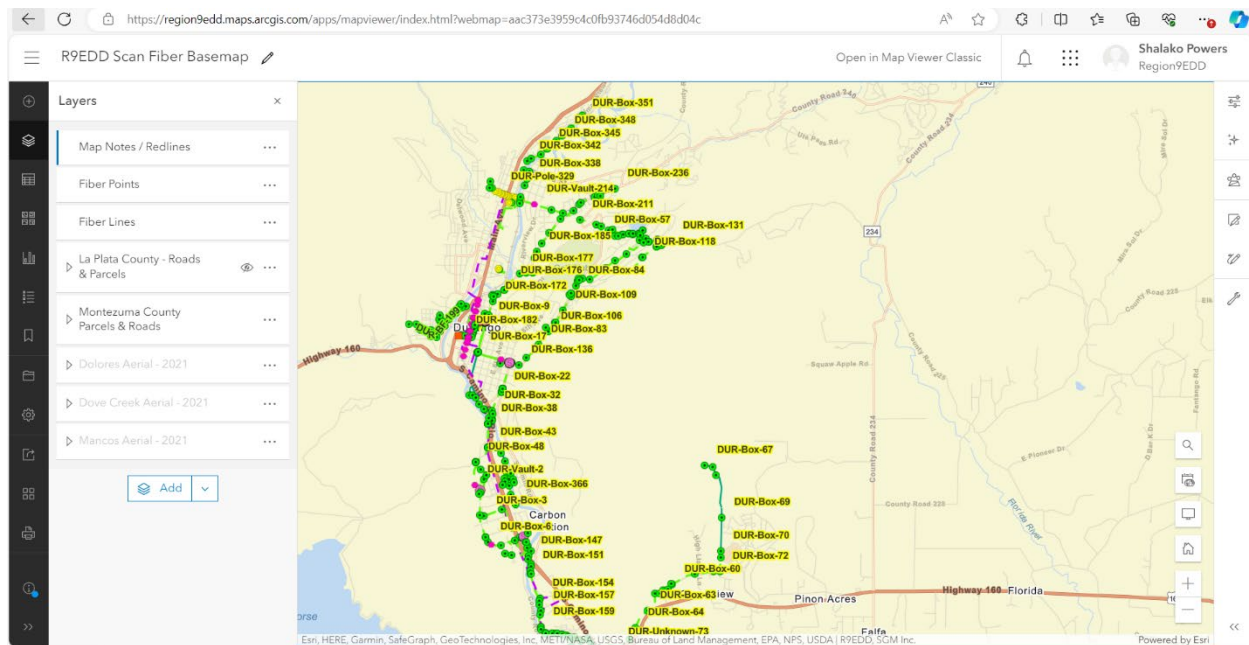 https://region9edd.maps.arcgis.com/apps/mapviewer/index.html?webmap=aac373e3959c4c0fb93746d054d8d04c
R9EDD Scan Fiber Basemap
Open in Map Viewer Classic
Shalako Powers
Region9EDD
Layers
Map Notes / Redlines
Fiber Points
Fiber Lines
La Plata County - Roads
& Parcels
Montezuma County
Parcels & Roads
Dolores Aerial - 2021
Dove Creek Aerial - 2021
Mancos Aerial - 2021
Add
DUR-Box-351
County Road 240
240
DUR-Box-348
DUR-Box-345
DUR-Box-342
DUR-Box-338
DUR-Pole-329
DUR-Box-236
DUR-Vault-214
DUR-Box-211
DUR-Box-57
DUR-Box-131
DUR-Box-185
DUR-Box-118
234
County Road 234
Main Ave
Riverview Dr
DUR-Box-177
DUR-Box-176
DUR-Box-84
DUR-Box-172
DUR-Box-109
DUR-Box-9
DUR-Box-106
DUR-Box-182
DUR-Box-83
DUR-Box-17
DUR-Box-136
Highway 160
Squaw Apple Rd
DUR-Box-22
DUR-Box-32
DUR-Box-38
County Road 234
DUR-Box-43
DUR-Box-48
DUR-Box-67
E Pioneer Dr
DUR-Vault-2
DUR-Box-366
DUR-Box-3
DUR-Box-69
County Road 220
Florida River
Carbon
DUR-Box-6
DUR-Box-70
DUR-Box-147
DUR-Box-151
DUR-Box-72
DUR-Box-60
DUR-Box-154
DUR-Box-157
DUR-Box-63
Pinon Acres
Highway 160
Florida
DUR-Box-159
DUR-Box-64
DUR-Unknown-73
Falfa
Esri, HERE, Garmin, SafeGraph, GeoTechnologies, Inc, METI/NASA, USGS, Bureau of Land Management, EPA, NPS, USDA | R9EDD, SGM Inc.
Powered by Esri